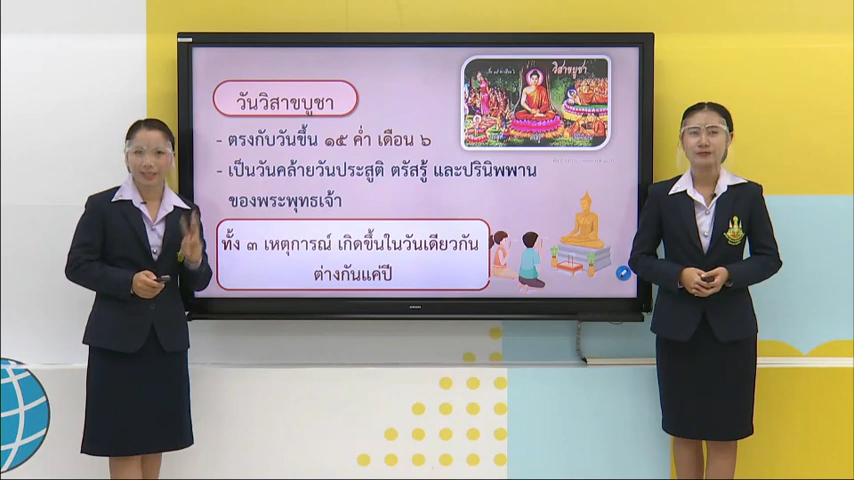 วันวิสาขบูชา
วิสาขบูชา
- ตรงกับวันขึ้น ๑๕ ค่ำ เดือน ๖
- เป็นวันคล้ายวันประสูติ ตรัสรู้ และปรินิพพาน
ของพระพุทธเจ้า
ทั้ง ๓ เหตุการณ์ เกิดขึ้นในวันเดียวกัน
ต่างกันแค่ปี
SAMSUNG